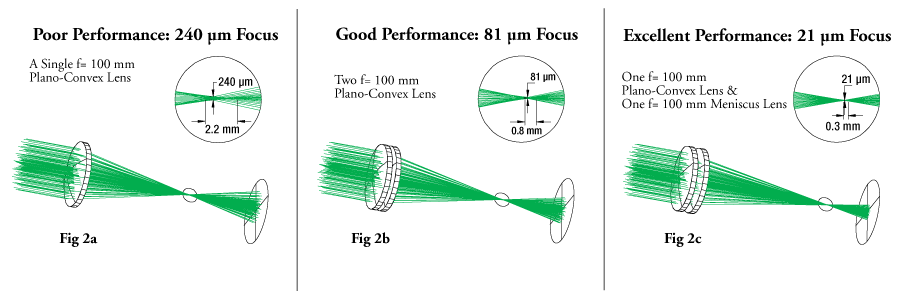 Poor Performance: 240 μm Focus
A Single f= 100 mm
Plano-Convex Lens
240 μm
2.2 mm
Fig 2a
Good Performance: 81 μm Focus
Two f= 100 mm
Plano-Convex Lens
81 μm
0.8 mm
Fig 2b
Excellent Performance: 21 μm Focus
One f= 100 mm
Plano-Convex Lens &
One f= 100 mm Meniscus Lens
21 μm
0.3 mm
Fig 2c